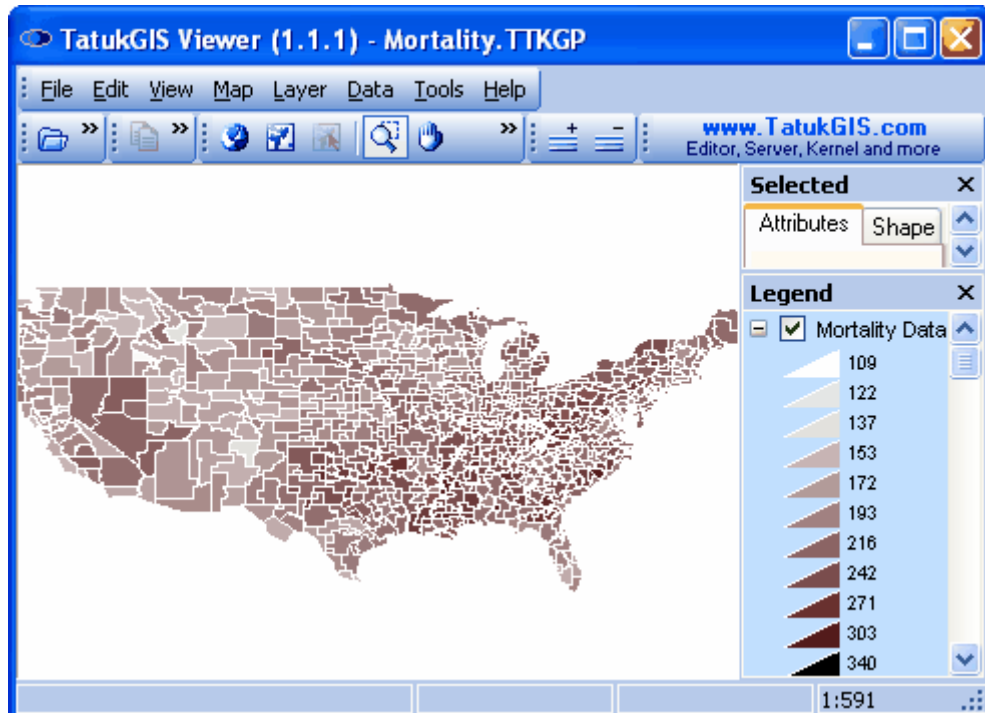 TatukGIS Viewer (1.1.1) - Mortality.TTKGP
File Edit View Map Layer Data Tools Help
www.TatukGIS.com
Editor, Server, Kernel and more
Selected
Attributes Shape
Legend
Mortality Data
109
122
137
153
172
193
216
242
271
303
340
1:591